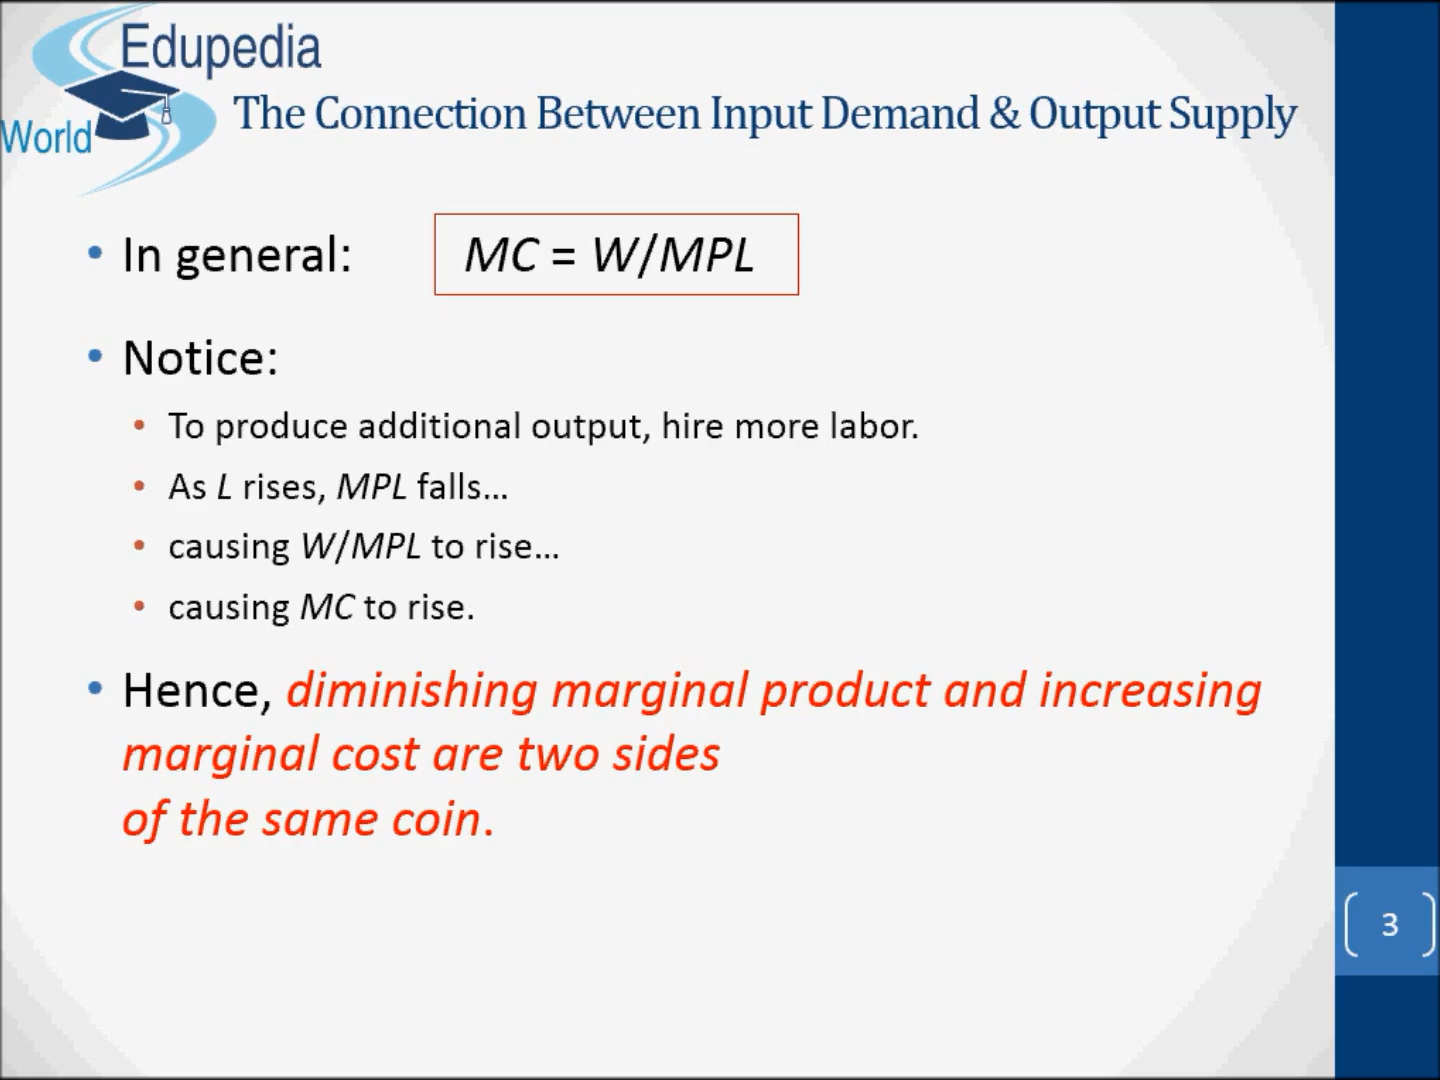 Edupedia
World
The Connection Between Input Demand & Output Supply
• In general: MC = W/MPL
• Notice:
• To produce additional output, hire more labor.
• As L rises, MPL falls…
• causing W/MPL to rise…
• causing MC to rise.
• Hence, diminishing marginal product and increasing
marginal cost are two sides
of the same coin.
3